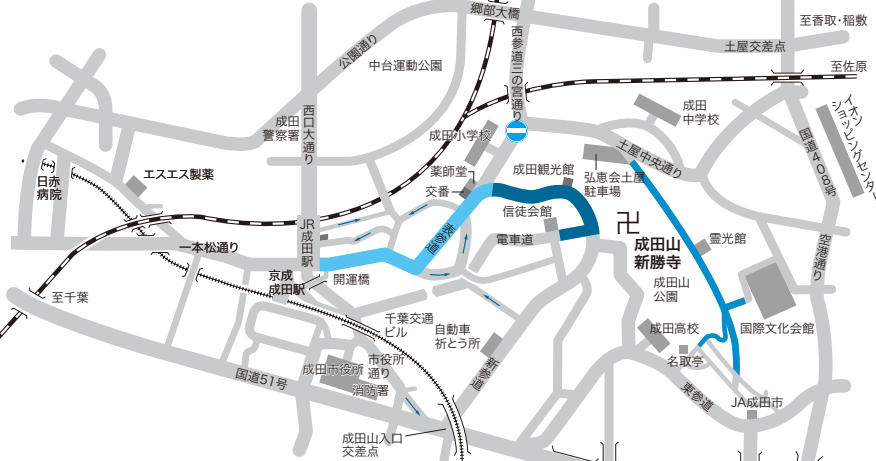 郷部大橋
至香取・稲敷
土屋交差点
公園通り
中台運動公園
西参道三の宮通り
至佐原
イオン
ショッピングセンター
成田
中学校
西口大通り
成田
警察署
成田小学校
国道408号
土屋中央通り
薬師堂
成田観光館
弘恵会土屋
駐車場
エスエス製薬
日赤
病院
交番
信徒会館
卍
成田山
新勝寺
JR
成田駅
表参道
電車道
霊光館
空港通り
一本松通り
京成
成田駅
開運橋
成田山
公園
至千葉
千葉交通
ビル
自動車
祈とう所
成田高校
国際文化会館
名取亭
市役所
通り
成田市役所
新参道
国道51号
消防署
東参道
JA成田市
成田山入口
交差点